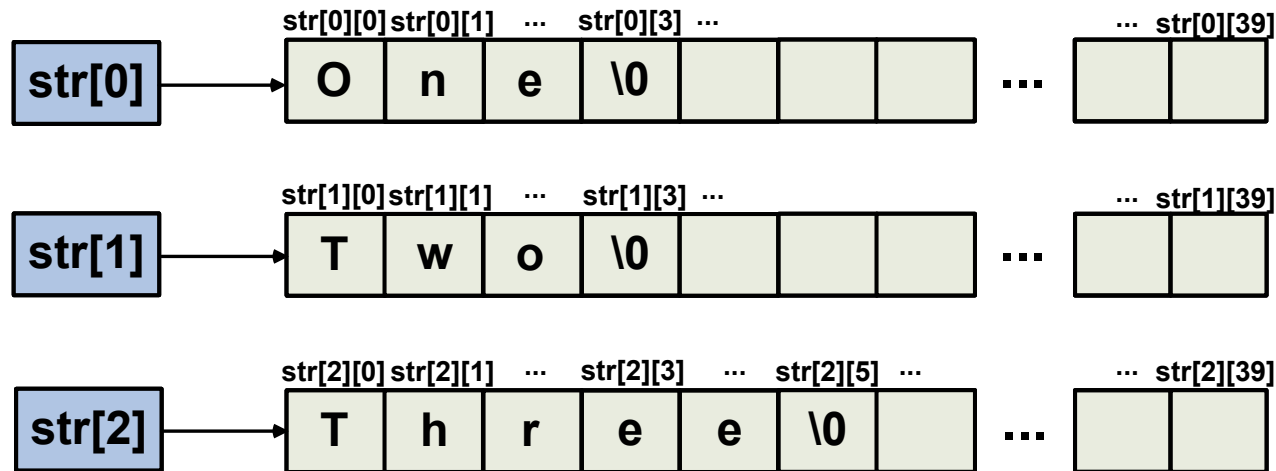 str[0][0] str[0][1] ... str[0][3] ... ... str[0][39]
str[0] O n e \0 ...
str[1][0] str[1][1] ... str[1][3] ... ... str[1][39]
str[1] T w o \0 ...
str[2][0] str[2][1] ... str[2][3] ... str[2][5] ... ... str[2][39]
str[2] T h r e e \0 ...